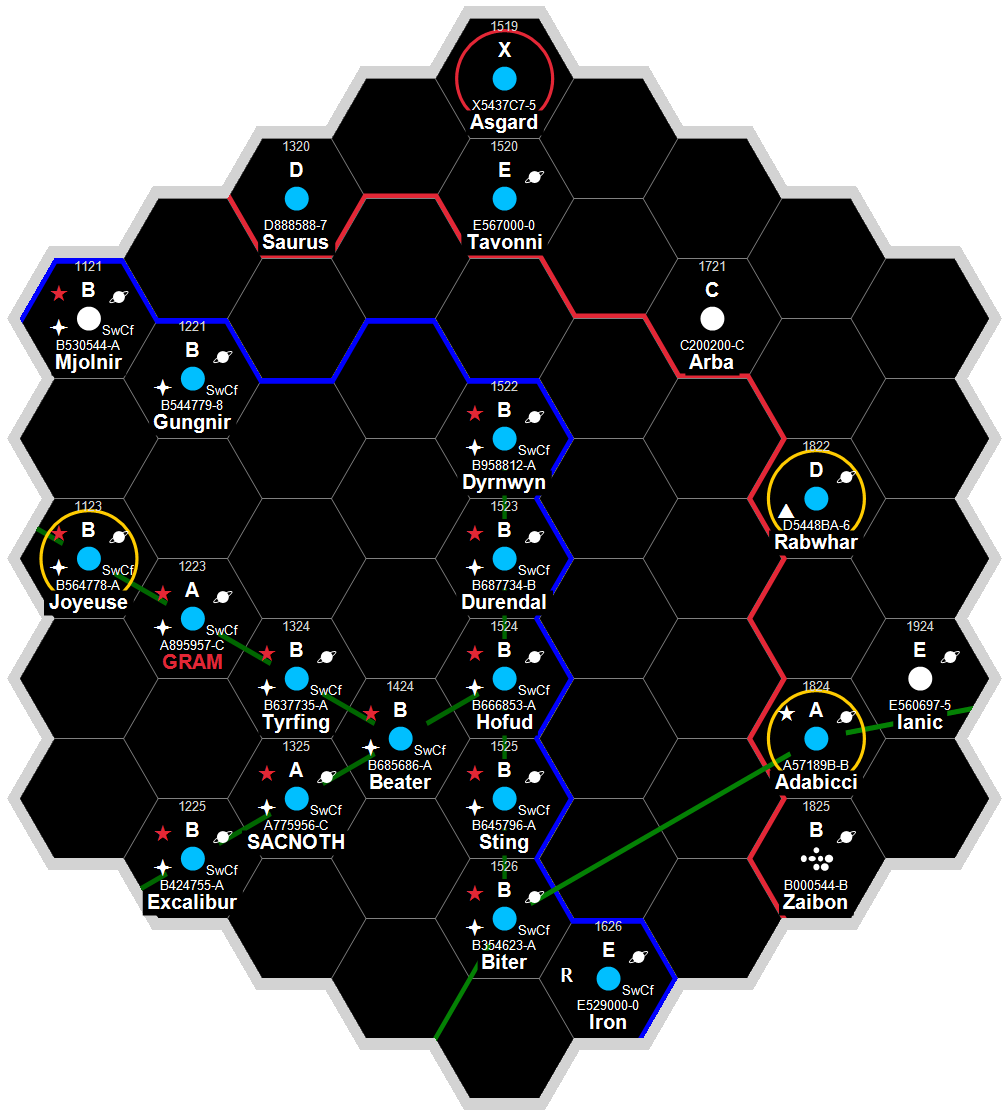 1519
X
X5437C7-5
Asgard
1320
D
D888588-7
Saurus
1520
E
E567000-0
Tavonni
1121
B
SwCf
B530544-A
Mjolnir
1721
C
C200200-C
Arba
1221
B
SwCf
B544779-8
Gungnir
1522
B
SwCf
B958812-A
Dyrnwyn
1822
D
D5448BA-6
Rabwhar
1123
B
SwCf
B564778-A
Joyeuse
1523
B
SwCf
B687734-B
Durendal
1223
A
SwCf
A895957-C
GRAM
1324
B
SwCf
B637735-A
Tyrfing
1524
B
SwCf
B666853-A
Hofud
1924
E
E560697-5
Ianic
1424
B
SwCf
B685686-A
Beater
1824
A
A57189B-B
Adabicci
1325
A
SwCf
A775956-C
SACNOTH
1525
B
SwCf
B645796-A
Sting
1225
B
SwCf
B424755-A
Excalibur
1825
B
B000544-B
Zaibon
1526
B
SwCf
B354623-A
Biter
1626
E
R
SwCf
E529000-0
Iron